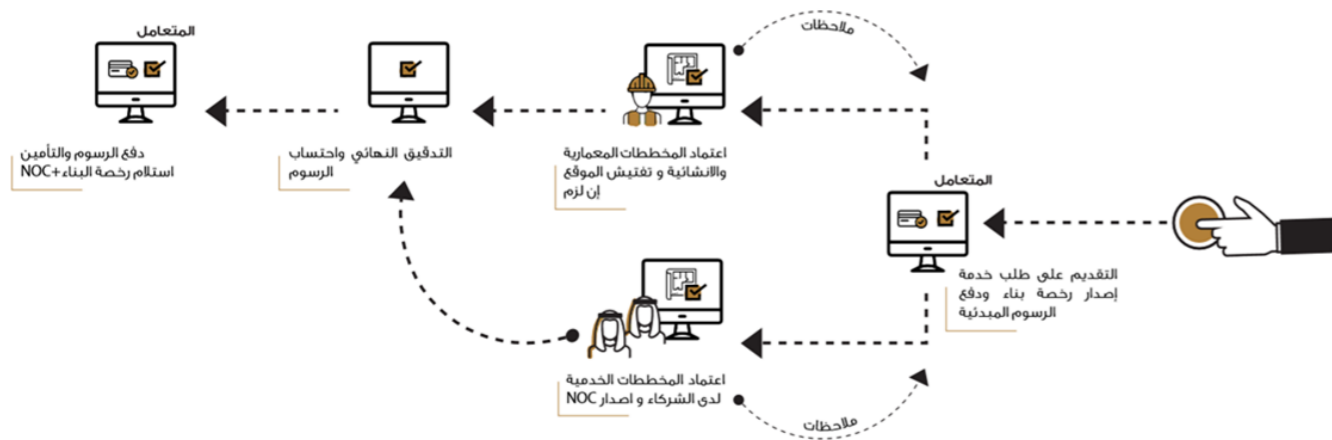 المتعامل
التقديم على طلب خدمة
إصدار رخصة بناء ودفع
الرسوم المبدئية
ملاحظات
اعتماد المخططات المعمارية
والانشائية و تفتيش الموقع
إن لزم
اعتماد المخططات الخدمية
لدى الشركاء و اصدار NOC
ملاحظات
التدقيق النهائي واحتساب
الرسوم
المتعامل
دفع الرسوم والتأمين
استلام رخصة البناء+NOC